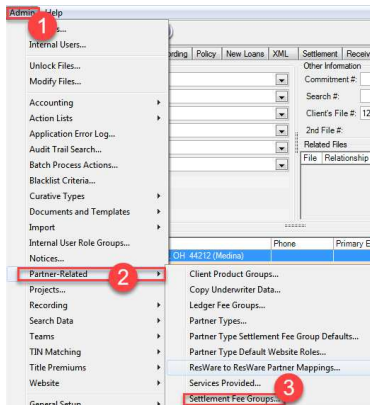 Admin Help
1
Internal Users...
Unlock Files...
Modify Files...
Accounting
Action Lists
Application Error Log...
Audit Trail Search...
Batch Process Actions...
Blacklist Criteria...
Curative Types
Documents and Templates
Import
Internal User Role Groups...
Notices...
Partner-Related
2
Projects...
Recording
Search Data
Teams
TIN Matching
Title Premiums
Website
General Setup
Policy New Loans XML Settlement
Other Information
Commitment #:
Search #:
Client's File #: 12
2nd File #:
Related Files
File Relationship
Phone Primary E
OH 44212 (Medina)
Client Product Groups...
Copy Underwriter Data...
Ledger Fee Groups...
Partner Types...
Partner Type Settlement Fee Group Defaults...
Partner Type Default Website Roles...
ResWare to ResWare Partner Mappings...
Services Provided...
3
Settlement Fee Groups...